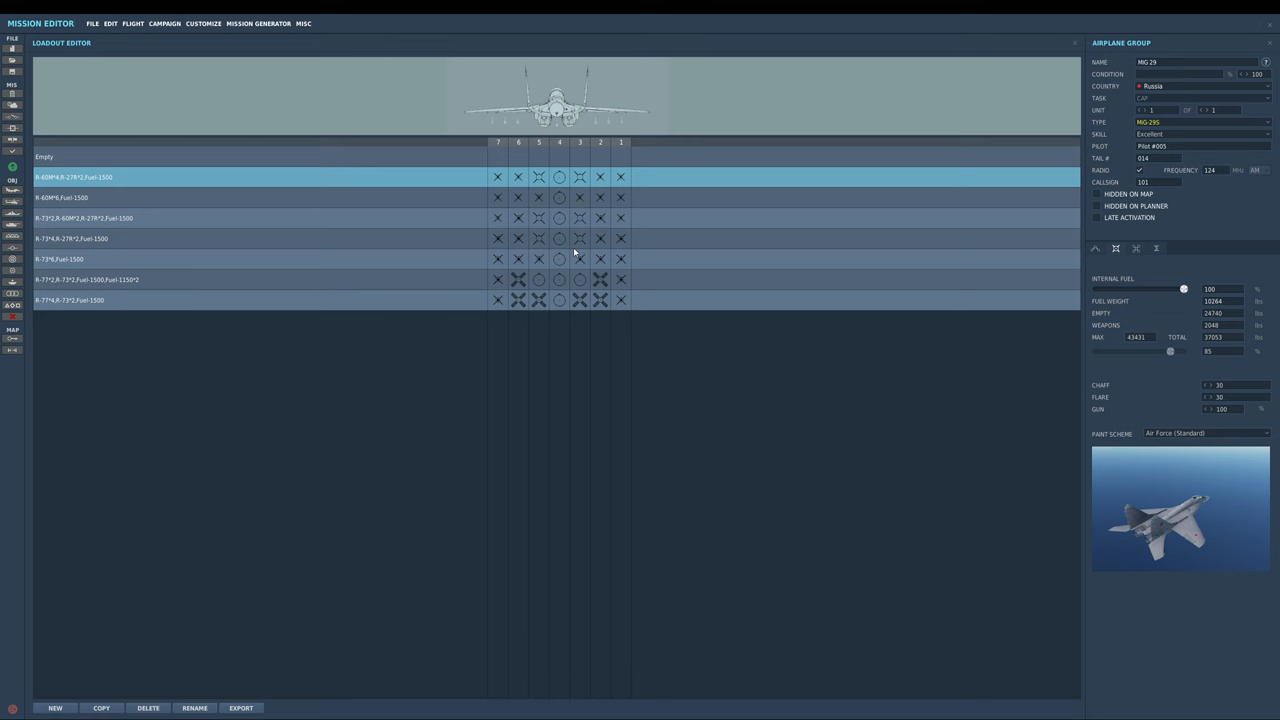 MISSION EDITOR
FILE EDIT FLIGHT CAMPAIGN CUSTOMIZE MISSION GENERATOR MISC
FILE
MIS
OBJ
MAP
LOADOUT EDITOR
7 6 5 4 3 2 1
Empty
R-60M*4,R-27R*2,Fuel-1500
R-60M*6,Fuel-1500
R-73*2,R-60M*2,R-27R*2,Fuel-1500
R-73*4,R-27R*2,Fuel-1500
R-73*6,Fuel-1500
R-77*2,R-73*2,Fuel-1500,Fuel-1150*2
R-77*4,R-73*2,Fuel-1500
NEW COPY DELETE RENAME EXPORT
AIRPLANE GROUP
NAME MIG 29 ?
CONDITION % < > 100
COUNTRY Russia
TASK CAP
UNIT < > 1 OF < > 1
TYPE MiG-29S
SKILL Excellent
PILOT Pilot #005
TAIL # 014
RADIO FREQUENCY 124 MHz AM
CALLSIGN 101
HIDDEN ON MAP
HIDDEN ON PLANNER
LATE ACTIVATION
INTERNAL FUEL 100 %
FUEL WEIGHT 10264 lbs
EMPTY 24740 lbs
WEAPONS 2048 lbs
MAX 43431 TOTAL 37053 lbs
85 %
CHAFF < > 30
FLARE < > 30
GUN < > 100 %
PAINT SCHEME Air Force (Standard)